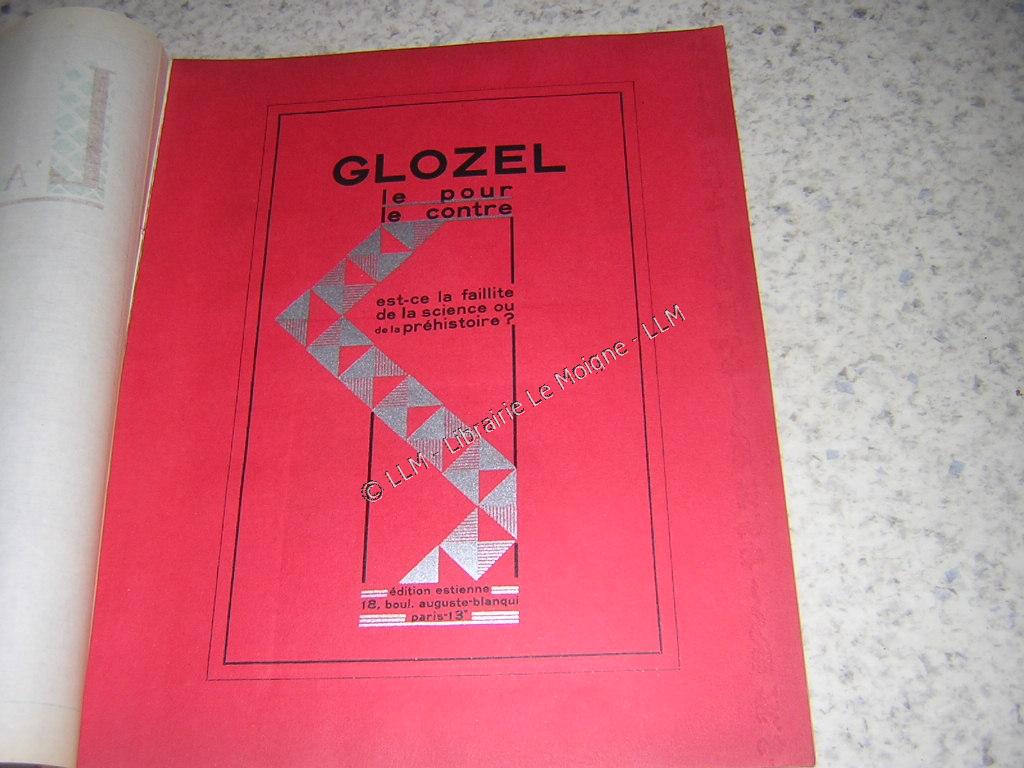 GLOZEL
le pour
le contre
est-ce la faillite
de la science ou
de la préhistoire ?
© LLM - Librairie Le Moigne - LLM
édition estienne
18, boul. auguste-blanqui
paris-13e